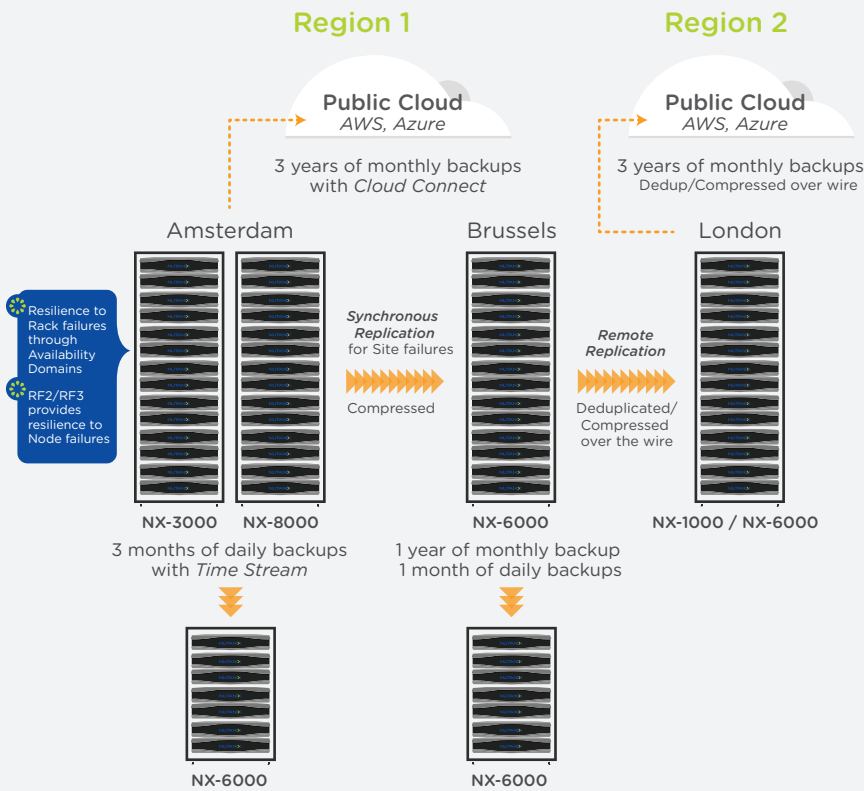 Region 1
Region 2
Public Cloud
AWS, Azure
Public Cloud
AWS, Azure
3 years of monthly backups
with Cloud Connect
3 years of monthly backups
Dedup/Compressed over wire
Amsterdam
Brussels
London
Resilience to
Rack failures
through
Availability
Domains
RF2/RF3
provides
resilience to
Node failures
Synchronous
Replication
for Site failures
Compressed
Remote
Replication
Deduplicated/
Compressed
over the wire
NX-3000
NX-8000
NX-6000
NX-1000 / NX-6000
3 months of daily backups
with Time Stream
1 year of monthly backup
1 month of daily backups
NX-6000
NX-6000